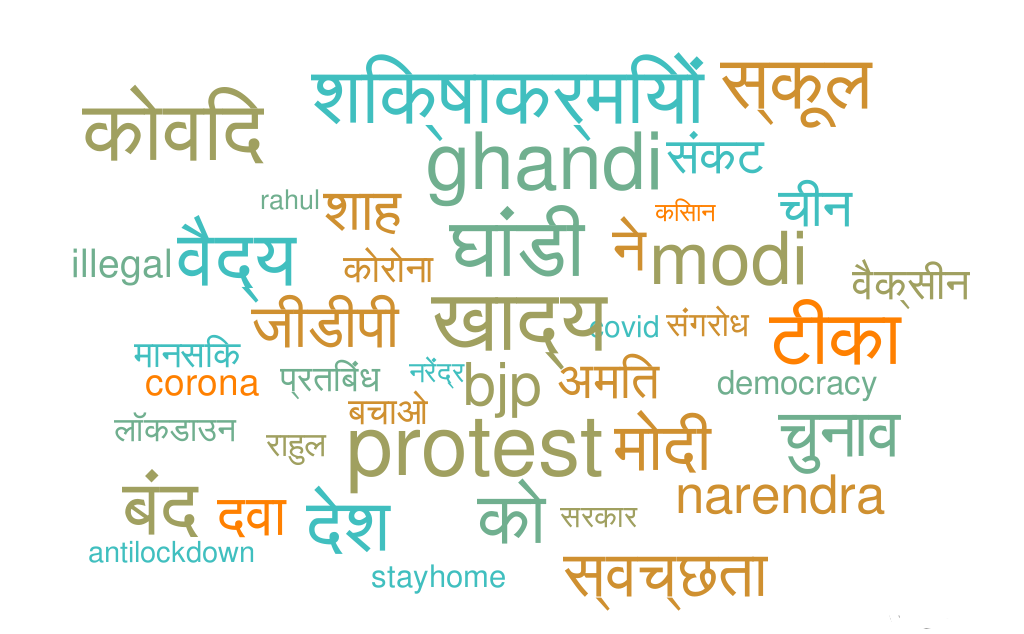 कोवदि
शकि्षाकर्मयिों
स्कूल
ghandi
संकट
rahul
शाह
कसिान
चीन
illegal
वैद्य
कोरोना
घांडी
ने
modi
वैक्सीन
जीडीपी
खाद्य
covid
संगरोध
टीका
मानसकि
corona
प्रतबिंध
नरेंद्र
bjp
अमति
democracy
लॉकडाउन
राहुल
बचाओ
protest
मोदी
चुनाव
बंद
दवा
देश
को
सरकार
narendra
antilockdown
stayhome
स्वच्छता